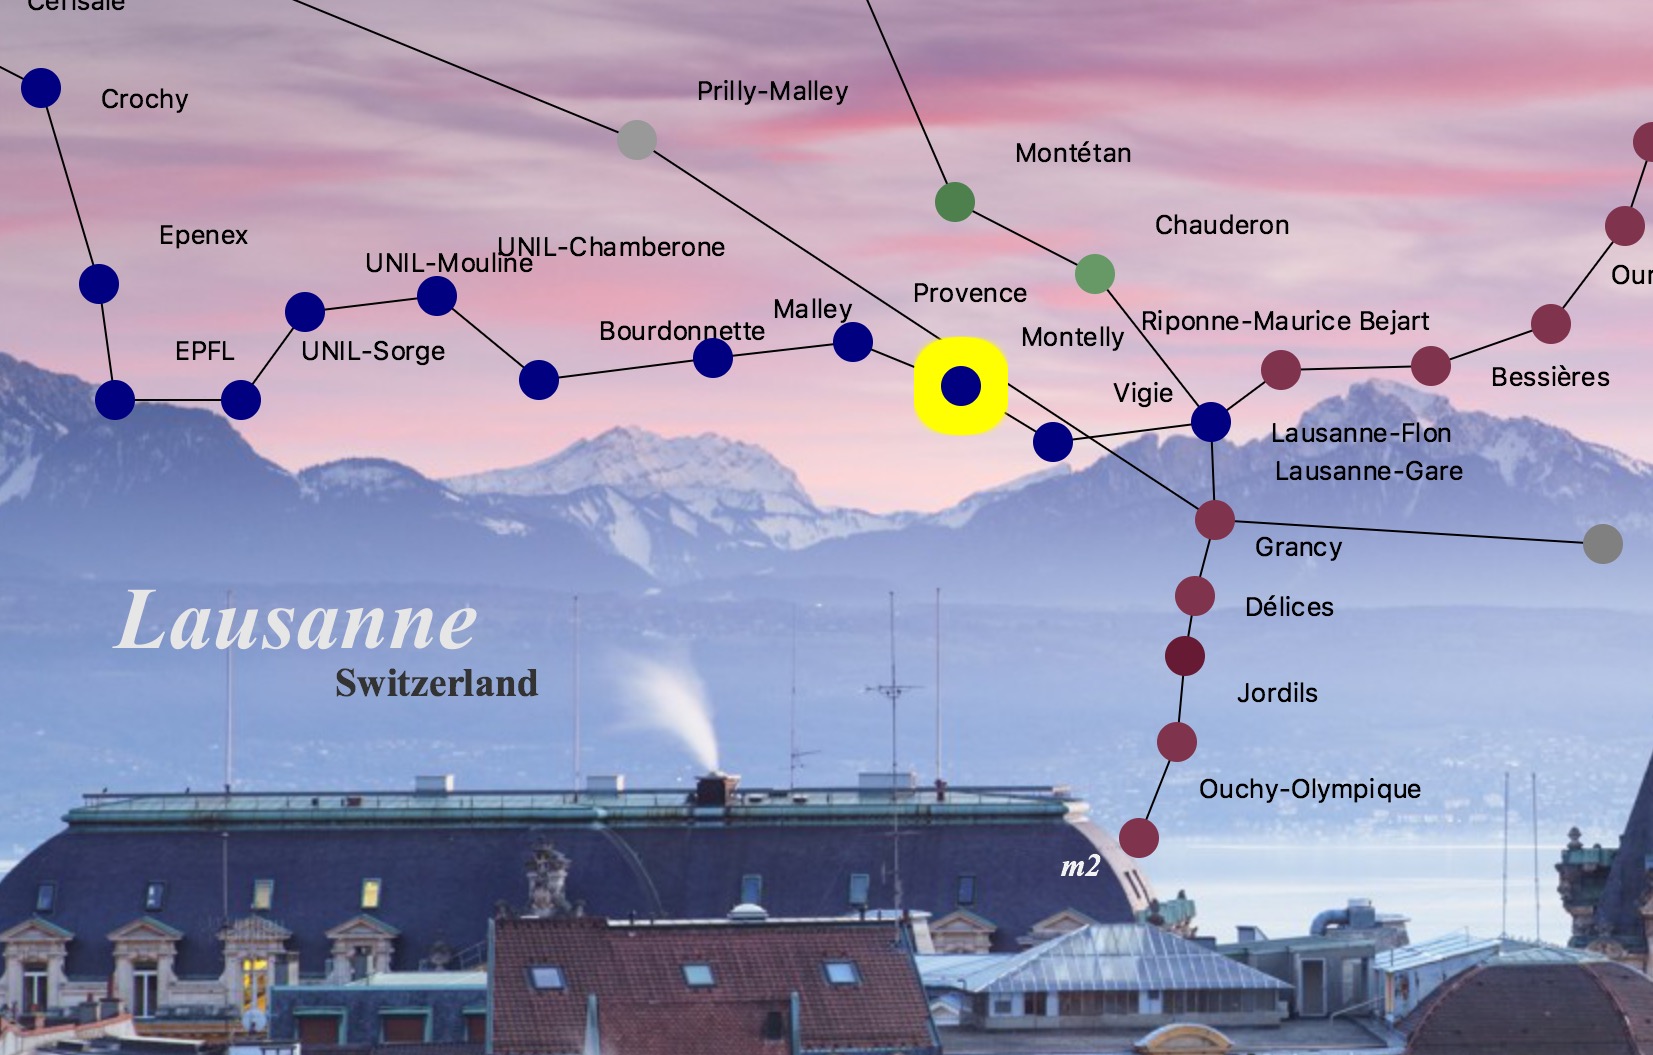 Cerisaie
Crochy
Prilly-Malley
Montétan
Chauderon
Epenex
UNIL-Chamberone
UNIL-Mouline
Provence
Malley
Bourdonnette
Montelly
Riponne-Maurice Bejart
EPFL
UNIL-Sorge
Vigie
Bessières
Lausanne-Flon
Lausanne-Gare
Grancy
Délices
Lausanne
Switzerland
Jordils
Ouchy-Olympique
m2